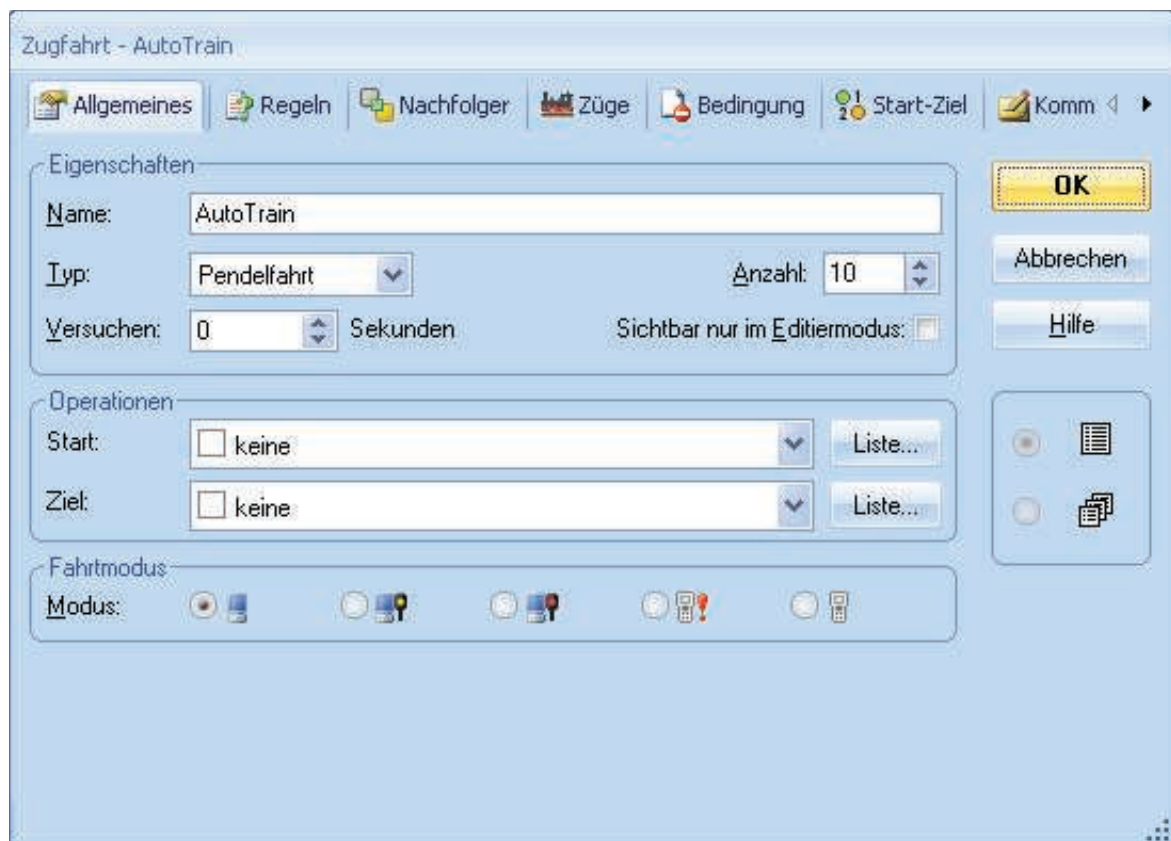 Zugfahrt - AutoTrain
Allgemeines Regeln Nachfolger Züge Bedingung Start-Ziel Komm
Eigenschaften
Name: AutoTrain
Typ: Pendelfahrt Anzahl: 10
Versuchen: 0 Sekunden Sichtbar nur im Editiermodus:
OK
Abbrechen
Hilfe
Operationen
Start: keine Liste...
Ziel: keine Liste...
Fahrtmodus
Modus: